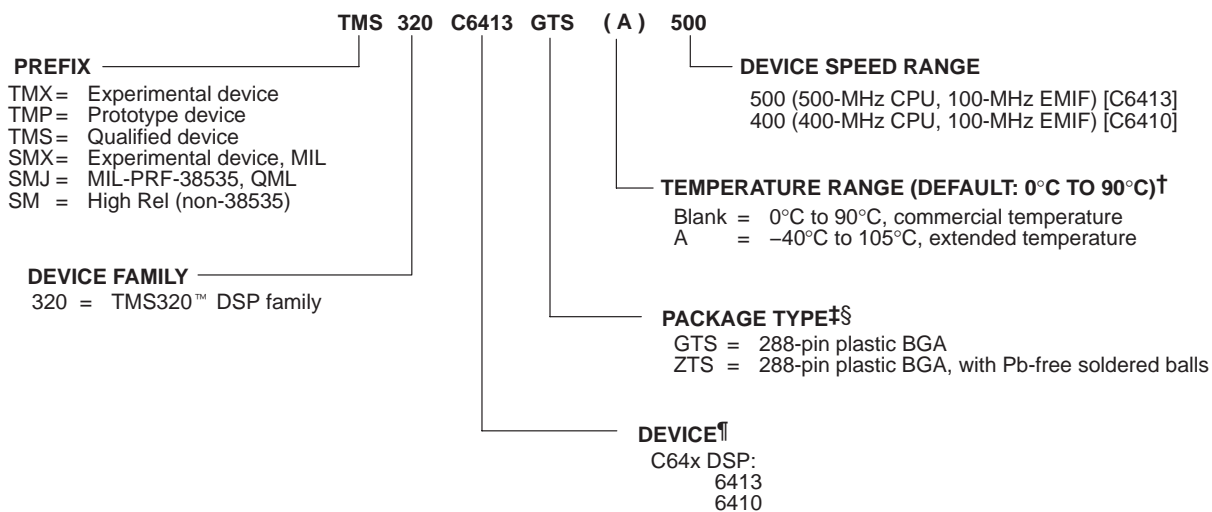 TMS 320 C6413 GTS ( A ) 500
PREFIX
TMX = Experimental device
TMP = Prototype device
TMS = Qualified device
SMX = Experimental device, MIL
SMJ = MIL-PRF-38535, QML
SM = High Rel (non-38535)
DEVICE SPEED RANGE
500 (500-MHz CPU, 100-MHz EMIF) [C6413]
400 (400-MHz CPU, 100-MHz EMIF) [C6410]
TEMPERATURE RANGE (DEFAULT: 0°C TO 90°C)†
Blank = 0°C to 90°C, commercial temperature
A = −40°C to 105°C, extended temperature
DEVICE FAMILY
320 = TMS320™ DSP family
PACKAGE TYPE‡§
GTS = 288-pin plastic BGA
ZTS = 288-pin plastic BGA, with Pb-free soldered balls
DEVICE¶
C64x DSP:
6413
6410